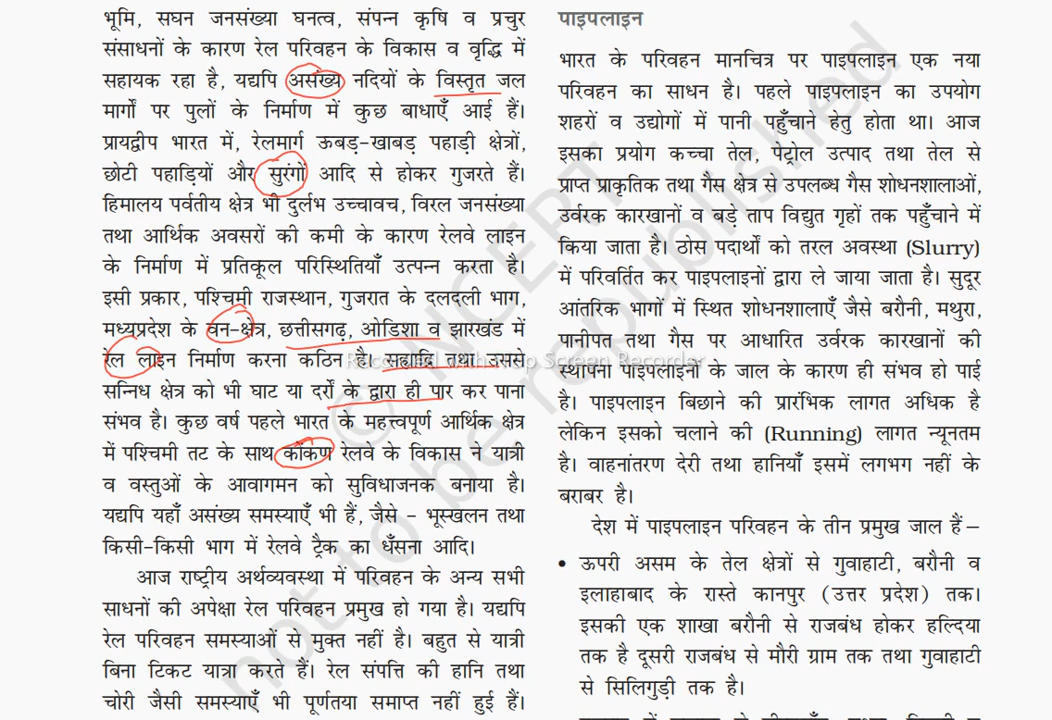 भूमि, सघन जनसंख्या घनत्व, संपन्न कृषि व प्रचुर
संसाधनों के कारण रेल परिवहन के विकास व वृद्धि में
सहायक रहा है, यद्यपि असंख्य नदियों के विस्तृत जल
मार्गों पर पुलों के निर्माण में कुछ बाधाएँ आई हैं।
प्रायद्वीप भारत में, रेलमार्ग ऊबड़-खाबड़ पहाड़ी क्षेत्रों,
छोटी पहाड़ियों और सुरंगों आदि से होकर गुजरते हैं।
हिमालय पर्वतीय क्षेत्र भी दुर्लभ उच्चावच, विरल जनसंख्या
तथा आर्थिक अवसरों की कमी के कारण रेलवे लाइन
के निर्माण में प्रतिकूल परिस्थितियाँ उत्पन्न करता है।
इसी प्रकार, पश्चिमी राजस्थान, गुजरात के दलदली भाग,
मध्यप्रदेश के वन-क्षेत्र, छत्तीसगढ़, ओडिशा व झारखंड में
रेल लाइन निर्माण करना कठिन है। सह्याद्रि तथा उससे
सन्निध क्षेत्र को भी घाट या दर्रों के द्वारा ही पार कर पाना
संभव है। कुछ वर्ष पहले भारत के महत्त्वपूर्ण आर्थिक क्षेत्र
में पश्चिमी तट के साथ कोंकण रेलवे के विकास ने यात्री
व वस्तुओं के आवागमन को सुविधाजनक बनाया है।
यद्यपि यहाँ असंख्य समस्याएँ भी हैं, जैसे – भूस्खलन तथा
किसी-किसी भाग में रेलवे ट्रैक का धँसना आदि।
आज राष्ट्रीय अर्थव्यवस्था में परिवहन के अन्य सभी
साधनों की अपेक्षा रेल परिवहन प्रमुख हो गया है। यद्यपि
रेल परिवहन समस्याओं से मुक्त नहीं है। बहुत से यात्री
बिना टिकट यात्रा करते हैं। रेल संपत्ति की हानि तथा
चोरी जैसी समस्याएँ भी पूर्णतया समाप्त नहीं हुई हैं।
पाइपलाइन
भारत के परिवहन मानचित्र पर पाइपलाइन एक नया
परिवहन का साधन है। पहले पाइपलाइन का उपयोग
शहरों व उद्योगों में पानी पहुँचाने हेतु होता था। आज
इसका प्रयोग कच्चा तेल, पेट्रोल उत्पाद तथा तेल से
प्राप्त प्राकृतिक तथा गैस क्षेत्र से उपलब्ध गैस शोधनशालाओं,
उर्वरक कारखानों व बड़े ताप विद्युत गृहों तक पहुँचाने में
किया जाता है। ठोस पदार्थों को तरल अवस्था (Slurry)
में परिवर्तित कर पाइपलाइनों द्वारा ले जाया जाता है। सुदूर
आंतरिक भागों में स्थित शोधनशालाएँ जैसे बरौनी, मथुरा,
पानीपत तथा गैस पर आधारित उर्वरक कारखानों की
स्थापना पाइपलाइनों के जाल के कारण ही संभव हो पाई
है। पाइपलाइन बिछाने की प्रारंभिक लागत अधिक है
लेकिन इसको चलाने की (Running) लागत न्यूनतम
है। वाहनांतरण देरी तथा हानियाँ इसमें लगभग नहीं के
बराबर है।
देश में पाइपलाइन परिवहन के तीन प्रमुख जाल हैं –
• ऊपरी असम के तेल क्षेत्रों से गुवाहाटी, बरौनी व
इलाहाबाद के रास्ते कानपुर (उत्तर प्रदेश) तक।
इसकी एक शाखा बरौनी से राजबंध होकर हल्दिया
तक है दूसरी राजबंध से मौरी ग्राम तक तथा गुवाहाटी
से सिलिगुड़ी तक है।
© NCERT
not to be republished